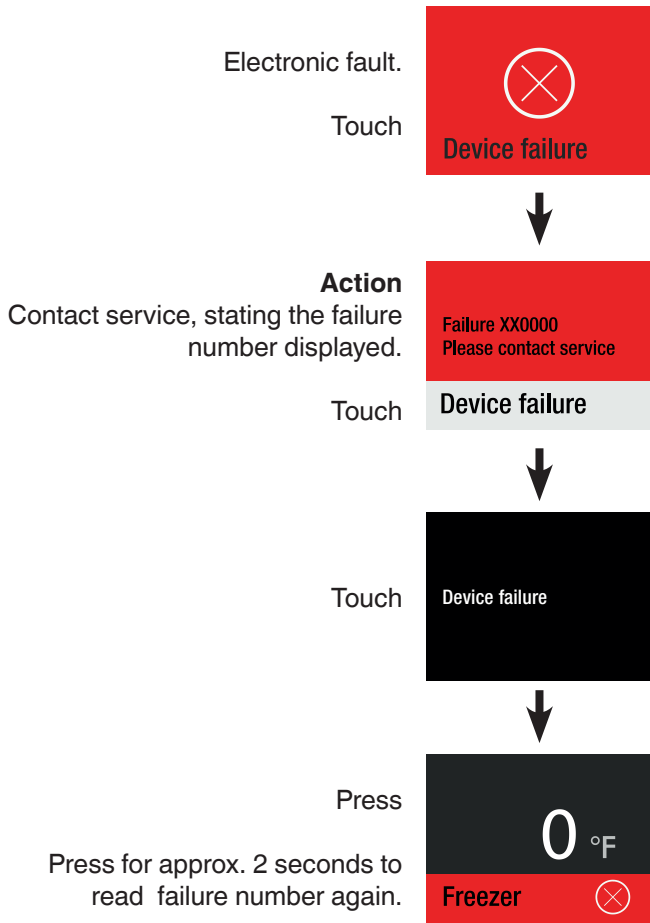 Electronic fault.
Touch
Device failure
Action
Contact service, stating the failure
number displayed.
Touch
Failure XX0000
Please contact service
Device failure
Touch
Device failure
Press
Press for approx. 2 seconds to
read failure number again.
0 °F
Freezer